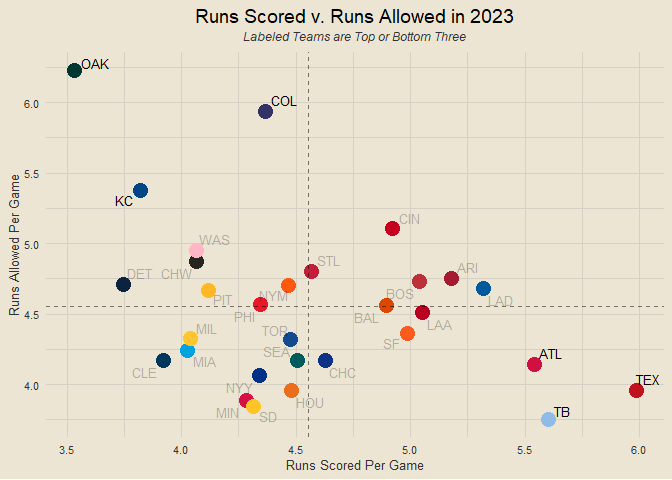 Runs Scored v. Runs Allowed in 2023
Labeled Teams are Top or Bottom Three
OAK
6.0
COL
5.5
KC
CIN
WAS
5.0
STL
DET
CHW
ARI
NYM
BOS
PIT
LAD
4.5
PHI
BAL
LAA
MIL
TOR
SF
SEA
MIA
ATL
CLE
CHC
4.0
NYY
TEX
HOU
MIN
SD
TB
3.5
4.0
4.5
5.0
5.5
6.0
Runs Scored Per Game
Runs Allowed Per Game